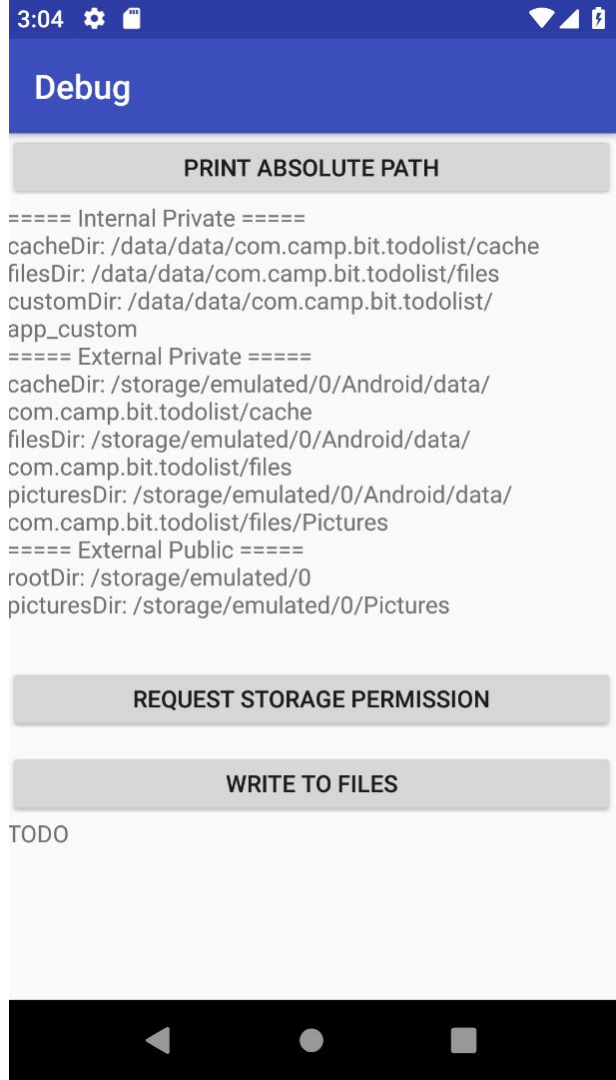 3:04
Debug
PRINT ABSOLUTE PATH
===== Internal Private =====
cacheDir: /data/data/com.camp.bit.todolist/cache
filesDir: /data/data/com.camp.bit.todolist/files
customDir: /data/data/com.camp.bit.todolist/
app_custom
===== External Private =====
cacheDir: /storage/emulated/0/Android/data/
com.camp.bit.todolist/cache
filesDir: /storage/emulated/0/Android/data/
com.camp.bit.todolist/files
picturesDir: /storage/emulated/0/Android/data/
com.camp.bit.todolist/files/Pictures
===== External Public =====
rootDir: /storage/emulated/0
picturesDir: /storage/emulated/0/Pictures
REQUEST STORAGE PERMISSION
WRITE TO FILES
TODO